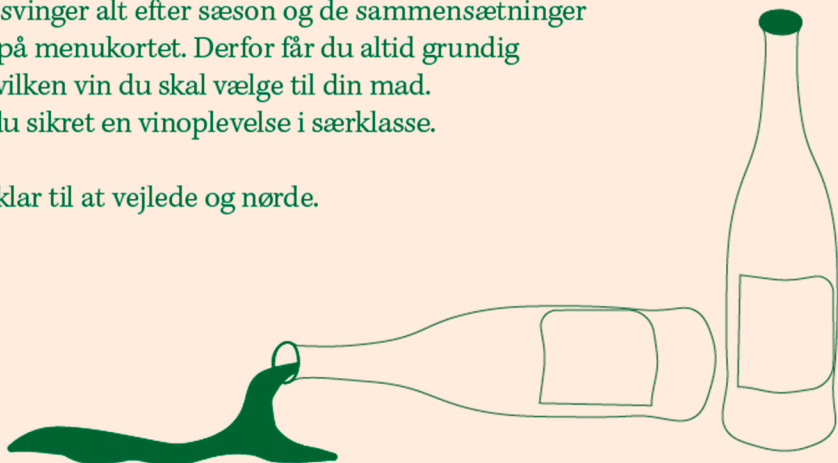 svinger alt efter sæson og de sammensætninger
på menukortet. Derfor får du altid grundig
vilken vin du skal vælge til din mad.
du sikret en vinoplevelse i særklasse.
klar til at vejlede og nørde.